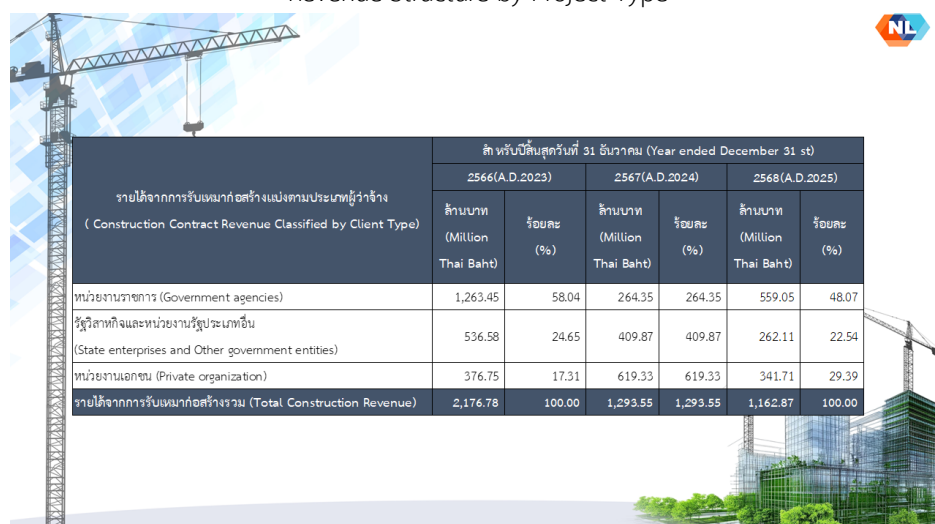 Revenue Structure by Project Type
NL
สำหรับปีสิ้นสุดวันที่ 31 ธันวาคม (Year ended December 31 st)
2566(A.D.2023) 2567(A.D.2024) 2568(A.D.2025)
รายได้จากการรับเหมาก่อสร้างแบ่งตามประเภทผู้ว่าจ้าง
( Construction Contract Revenue Classified by Client Type)
ล้านบาท (Million Thai Baht) ร้อยละ (%) ล้านบาท (Million Thai Baht) ร้อยละ (%) ล้านบาท (Million Thai Baht) ร้อยละ (%)
หน่วยงานราชการ (Government agencies) 1,263.45 58.04 264.35 264.35 559.05 48.07
รัฐวิสาหกิจและหน่วยงานรัฐประเภทอื่น
(State enterprises and Other government entities) 536.58 24.65 409.87 409.87 262.11 22.54
หน่วยงานเอกชน (Private organization) 376.75 17.31 619.33 619.33 341.71 29.39
รายได้จากการรับเหมาก่อสร้างรวม (Total Construction Revenue) 2,176.78 100.00 1,293.55 1,293.55 1,162.87 100.00